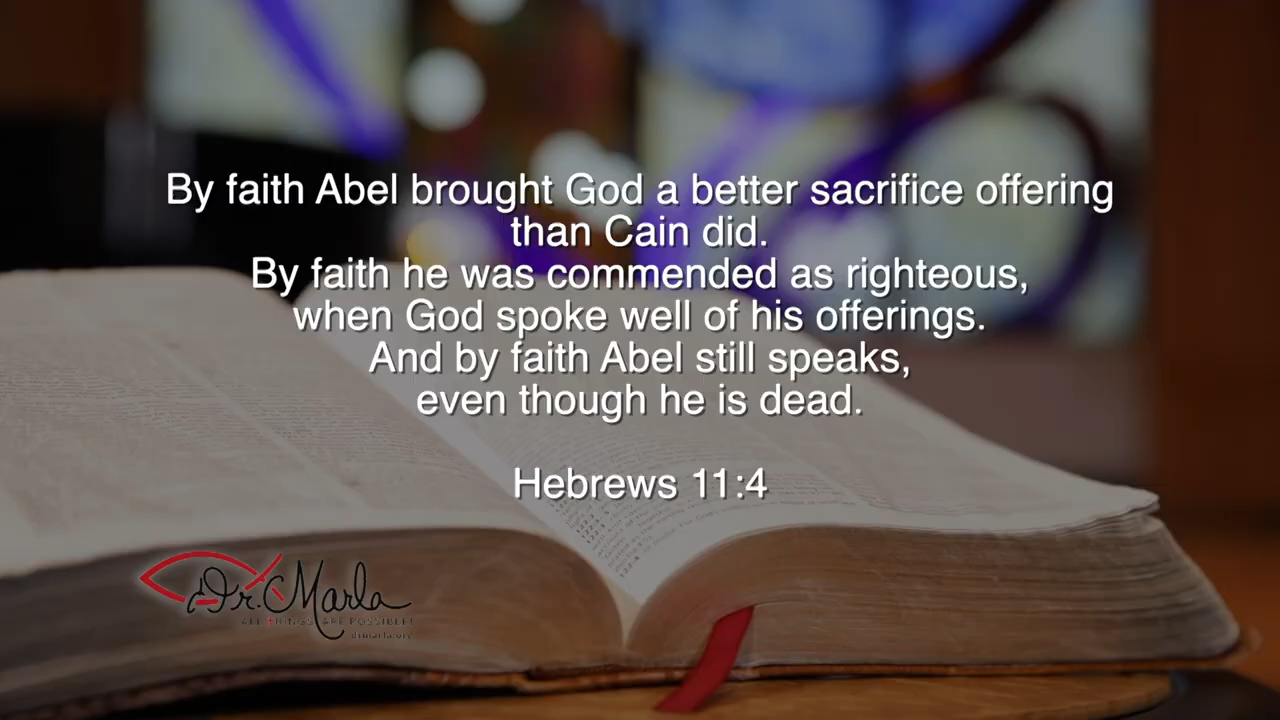 By faith Abel brought God a better sacrifice offering
than Cain did.
By faith he was commended as righteous,
when God spoke well of his offerings.
And by faith Abel still speaks,
even though he is dead.
Hebrews 11:4
Dr. Marla
ALL THINGS ARE POSSIBLE!
drmarla.org